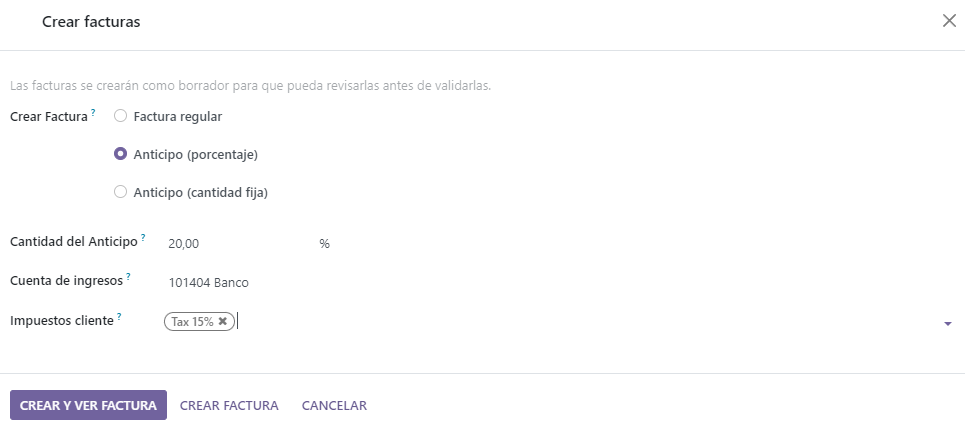 Crear facturas
Las facturas se crearán como borrador para que pueda revisarlas antes de validarlas.
Crear Factura ? Factura regular
Anticipo (porcentaje)
Anticipo (cantidad fija)
Cantidad del Anticipo ? 20,00 %
Cuenta de ingresos ? 101404 Banco
Impuestos cliente ? Tax 15% ✖
CREAR Y VER FACTURA CREAR FACTURA CANCELAR